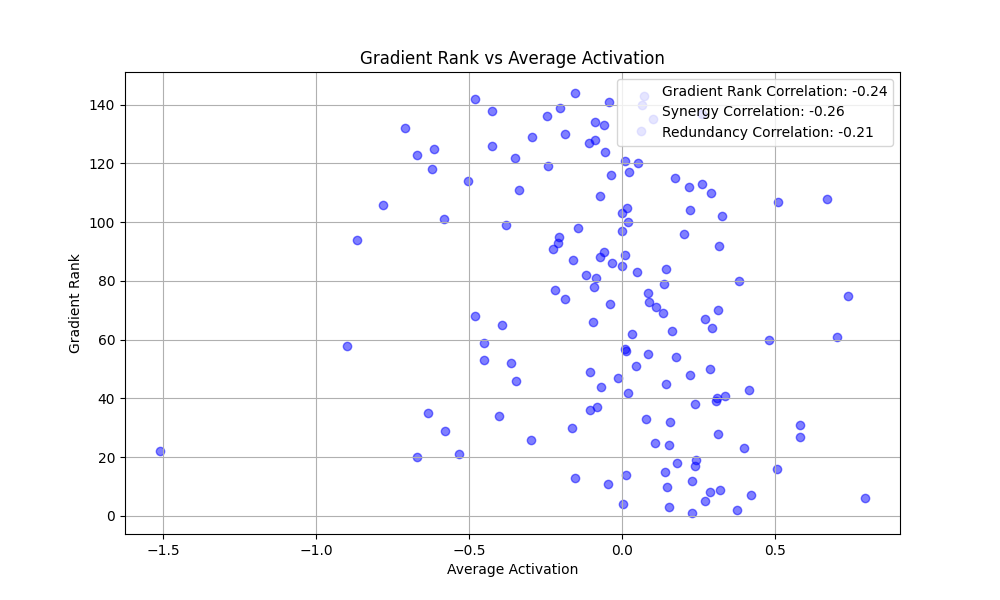 Gradient Rank vs Average Activation
Gradient Rank Correlation: -0.24
Synergy Correlation: -0.26
Redundancy Correlation: -0.21
140
120
100
80
60
40
20
0
Gradient Rank
−1.5 −1.0 −0.5 0.0 0.5
Average Activation